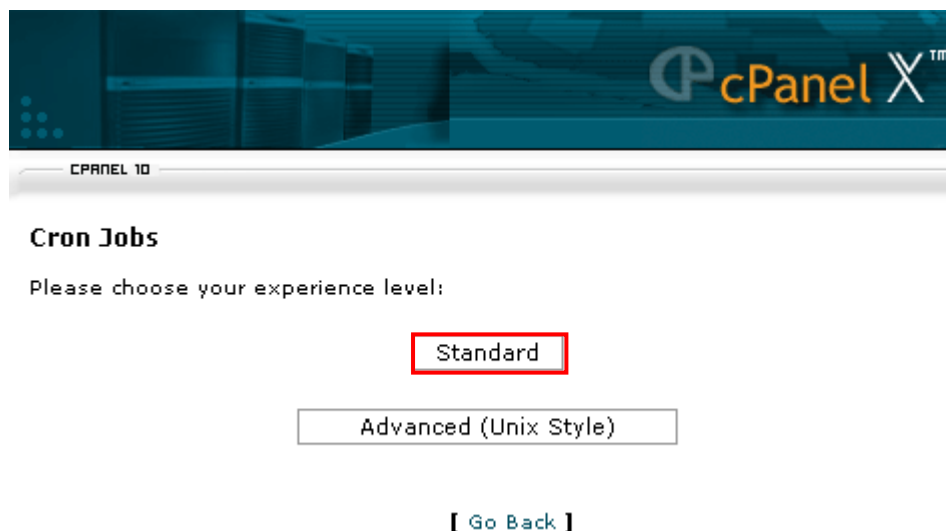 cPanel X™
CPANEL 10
Cron Jobs
Please choose your experience level:
Standard
Advanced (Unix Style)
[ Go Back ]